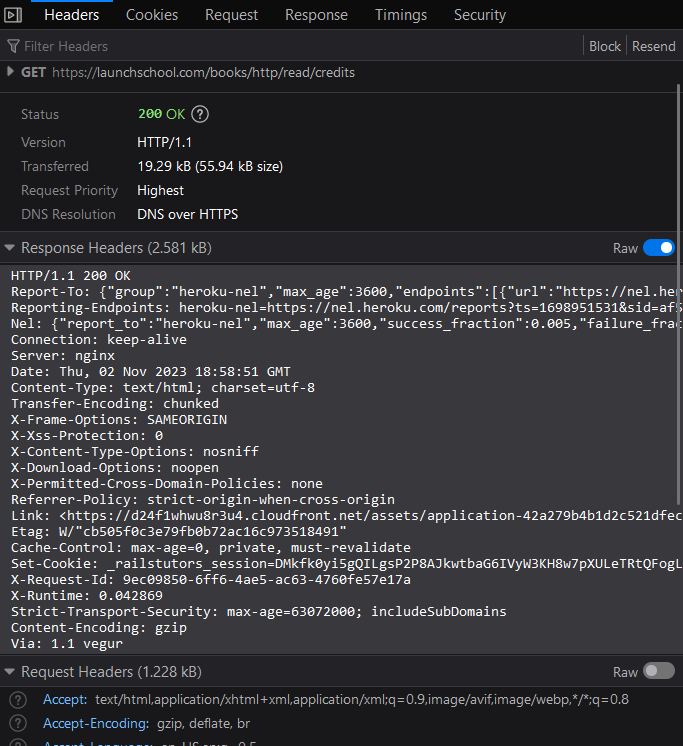 Headers Cookies Request Response Timings Security
Filter Headers Block Resend
GET https://launchschool.com/books/http/read/credits
Status 200 OK ?
Version HTTP/1.1
Transferred 19.29 kB (55.94 kB size)
Request Priority Highest
DNS Resolution DNS over HTTPS
Response Headers (2.581 kB) Raw
HTTP/1.1 200 OK
Report-To: {"group":"heroku-nel","max_age":3600,"endpoints":[{"url":"https://nel.her
Reporting-Endpoints: heroku-nel=https://nel.heroku.com/reports?ts=1698951531&sid=af5
Nel: {"report_to":"heroku-nel","max_age":3600,"success_fraction":0.005,"failure_frac
Connection: keep-alive
Server: nginx
Date: Thu, 02 Nov 2023 18:58:51 GMT
Content-Type: text/html; charset=utf-8
Transfer-Encoding: chunked
X-Frame-Options: SAMEORIGIN
X-Xss-Protection: 0
X-Content-Type-Options: nosniff
X-Download-Options: noopen
X-Permitted-Cross-Domain-Policies: none
Referrer-Policy: strict-origin-when-cross-origin
Link: <https://d24f1whwu8r3u4.cloudfront.net/assets/application-42a279b4b1d2c521dfec
Etag: W/"cb505f0c3e79fb0b72ac16c973518491"
Cache-Control: max-age=0, private, must-revalidate
Set-Cookie: _railstutors_session=DMkfk0yi5gQILgsP2P8AJkwtbaG6IVyW3KH8w7pXULeTRtQFogL
X-Request-Id: 9ec09850-6ff6-4ae5-ac63-4760fe57e17a
X-Runtime: 0.042869
Strict-Transport-Security: max-age=63072000; includeSubDomains
Content-Encoding: gzip
Via: 1.1 vegur
Request Headers (1.228 kB) Raw
? Accept: text/html,application/xhtml+xml,application/xml;q=0.9,image/avif,image/webp,*/*;q=0.8
? Accept-Encoding: gzip, deflate, br